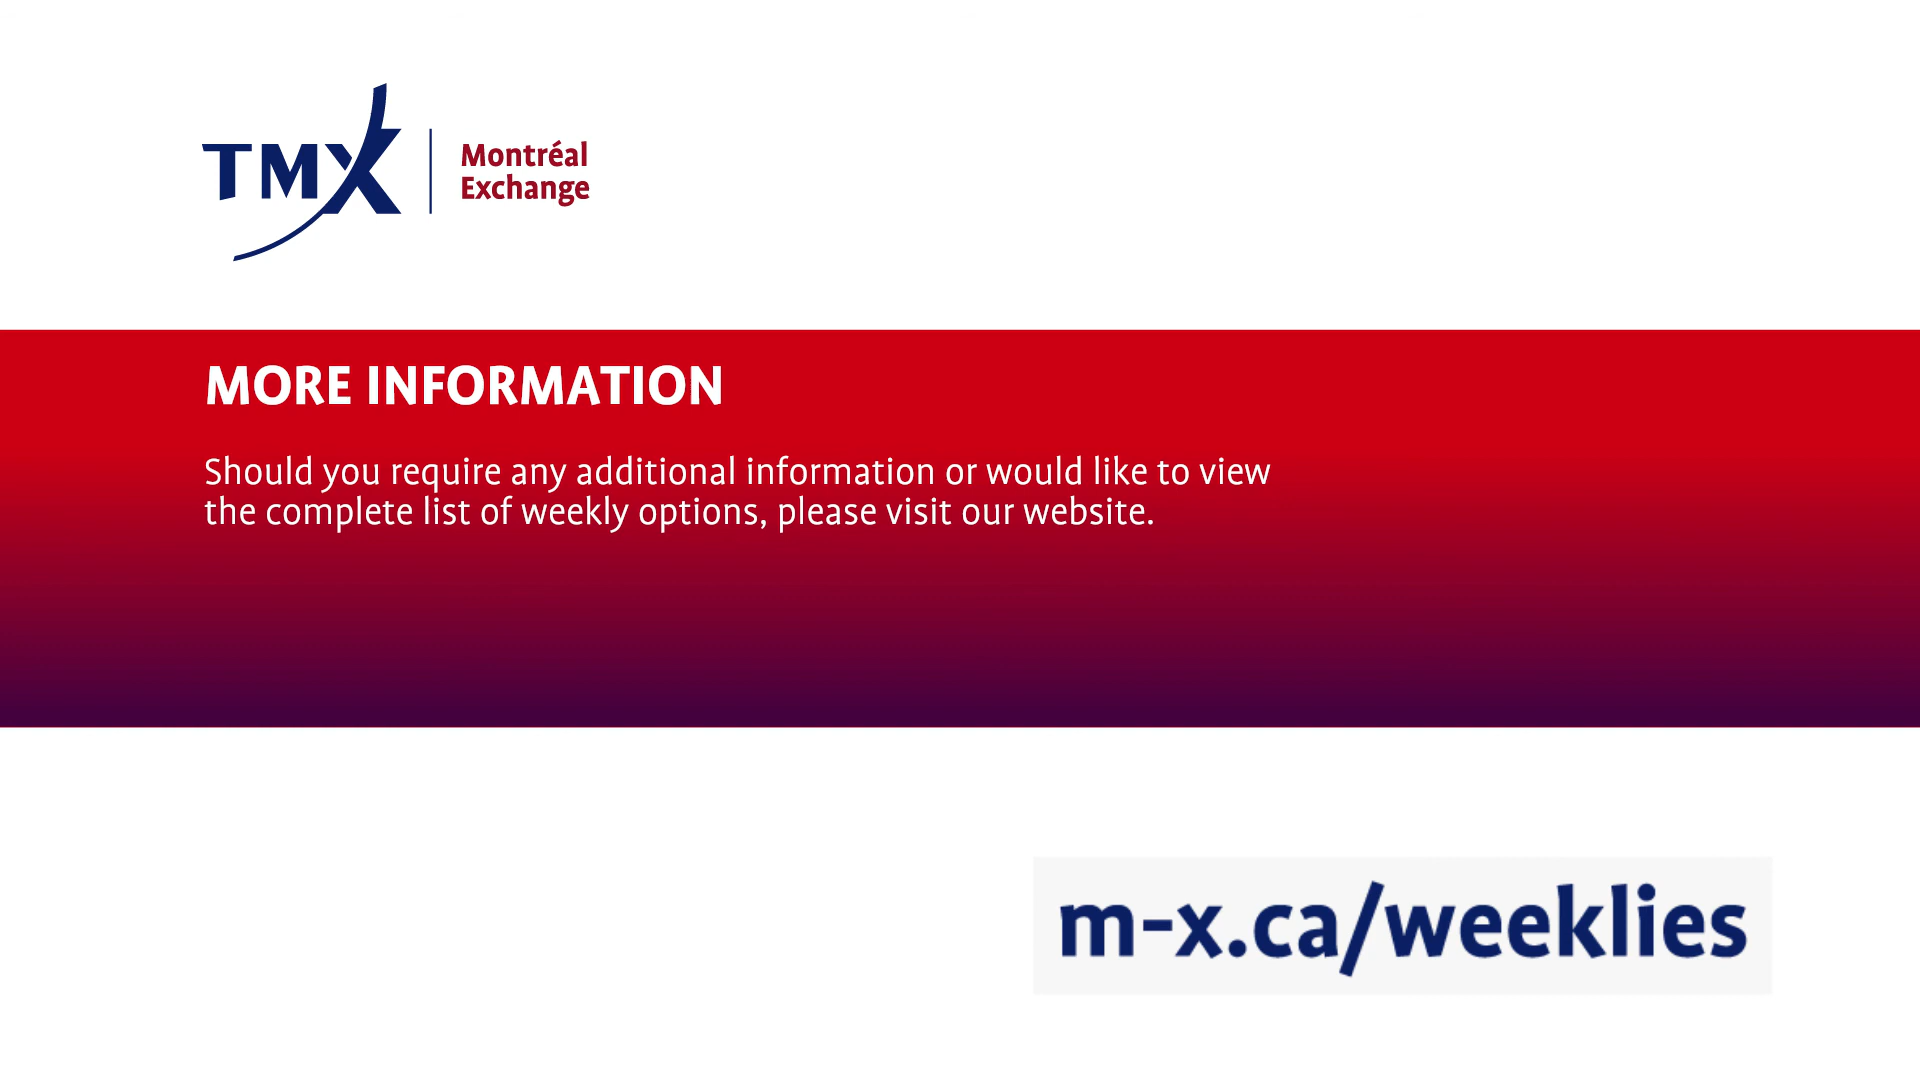 TMX
Montréal
Exchange
MORE INFORMATION
Should you require any additional information or would like to view
the complete list of weekly options, please visit our website.
m-x.ca/weeklies